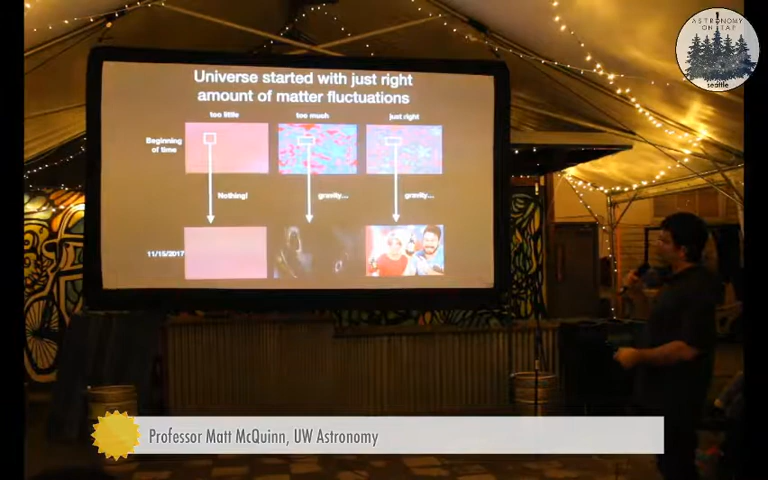 ASTRONOMY
ON TAP
seattle
Universe started with just right
amount of matter fluctuations
too little
too much
just right
Beginning
of time
Nothing!
gravity...
gravity...
11/15/2017
Professor Matt McQuinn, UW Astronomy